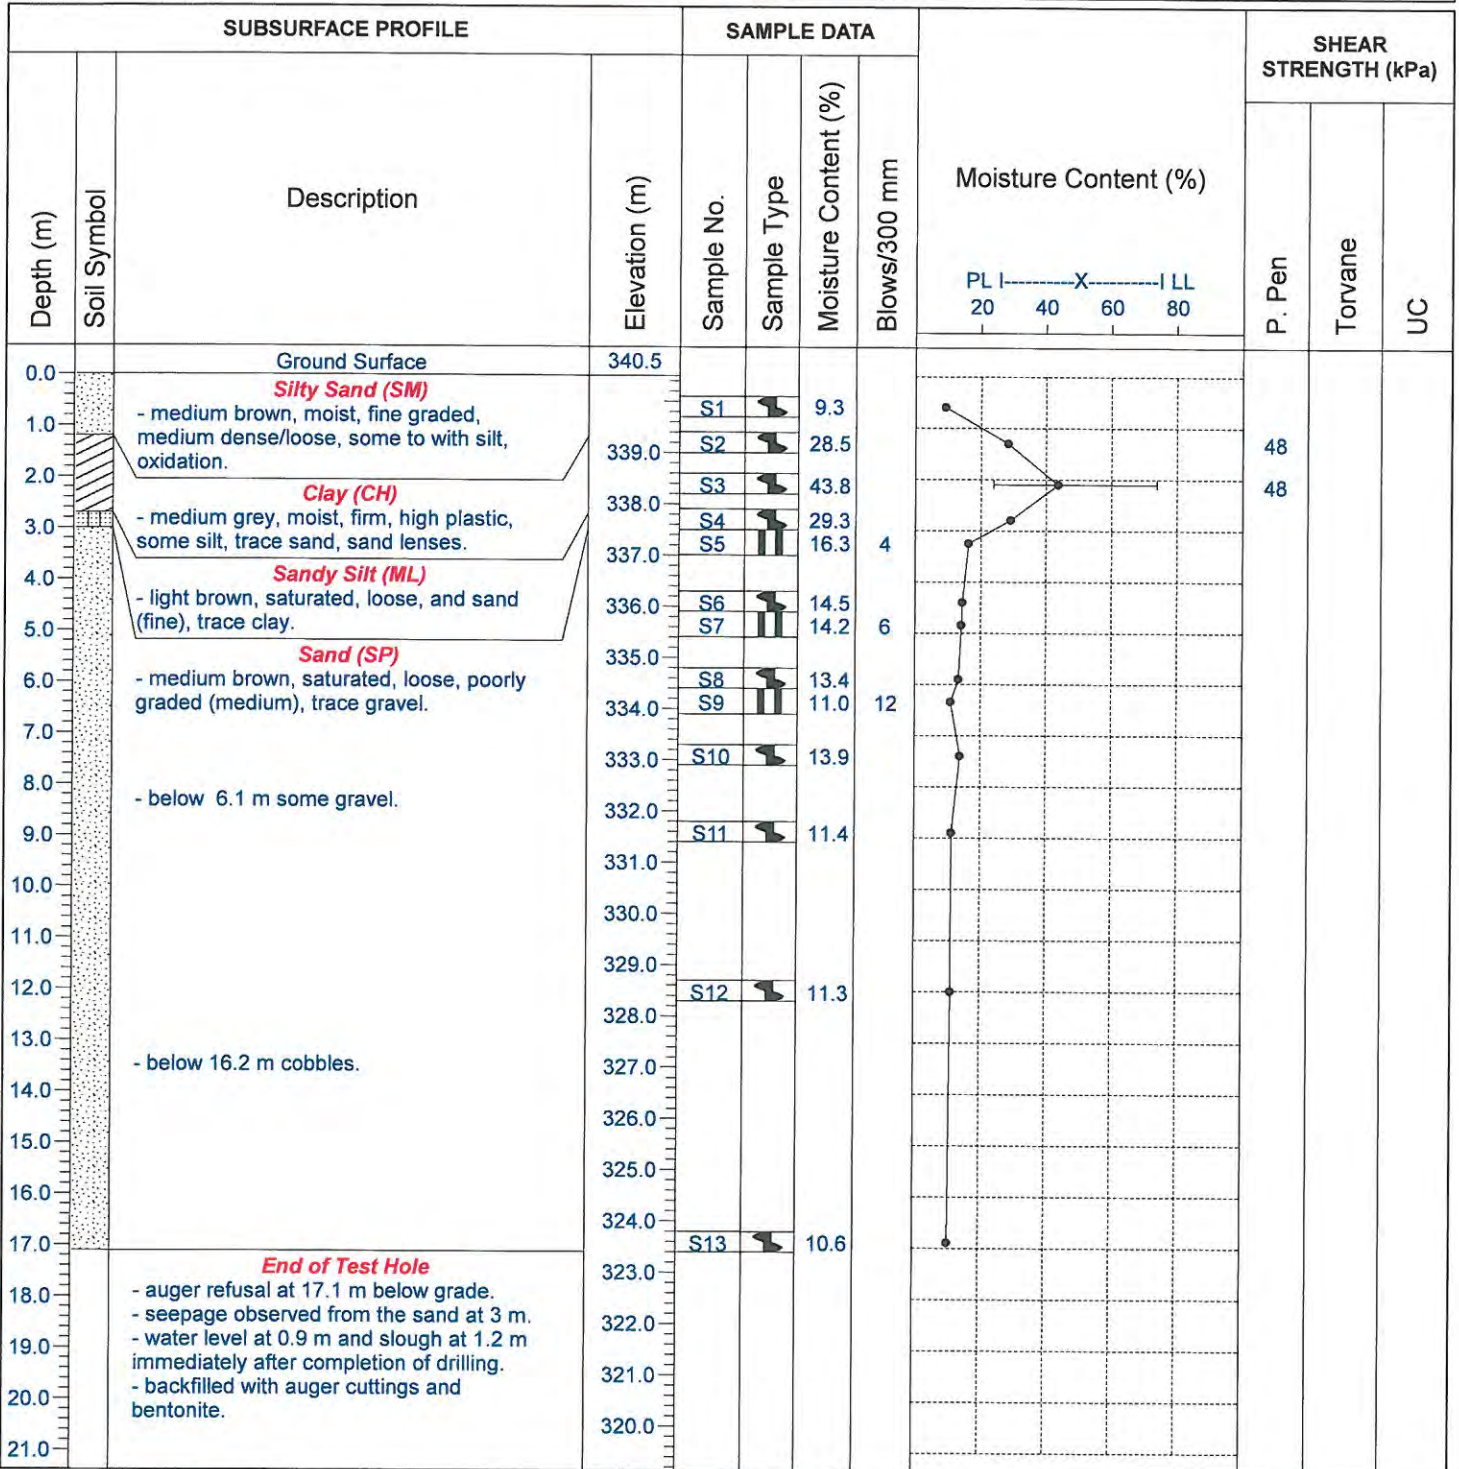 SUBSURFACE PROFILE
SAMPLE DATA
SHEAR
STRENGTH (kPa)
Depth (m)
Soil Symbol
Description
Elevation (m)
Sample No.
Sample Type
Moisture Content (%)
Blows/300 mm
Moisture Content (%)
PL I----------X----------I LL
20 40 60 80
P. Pen
Torvane
UC
Ground Surface 340.5
0.0
Silty Sand (SM)
- medium brown, moist, fine graded,
medium dense/loose, some to with silt,
oxidation.
S1 9.3
1.0
339.0 S2 28.5 48
2.0
Clay (CH)
- medium grey, moist, firm, high plastic,
some silt, trace sand, sand lenses.
S3 43.8 48
338.0
S4 29.3
3.0
S5 16.3 4
337.0
Sandy Silt (ML)
- light brown, saturated, loose, and sand
(fine), trace clay.
4.0
336.0 S6 14.5
S7 14.2 6
5.0
Sand (SP)
- medium brown, saturated, loose, poorly
graded (medium), trace gravel.
335.0
6.0
S8 13.4
334.0 S9 11.0 12
7.0
333.0 S10 13.9
8.0
- below 6.1 m some gravel.
332.0
9.0
S11 11.4
331.0
10.0
330.0
11.0
329.0
12.0
S12 11.3
328.0
13.0
- below 16.2 m cobbles.
327.0
14.0
326.0
15.0
325.0
16.0
324.0
17.0
S13 10.6
End of Test Hole
- auger refusal at 17.1 m below grade.
- seepage observed from the sand at 3 m.
- water level at 0.9 m and slough at 1.2 m
immediately after completion of drilling.
- backfilled with auger cuttings and
bentonite.
323.0
18.0
322.0
19.0
321.0
20.0
320.0
21.0